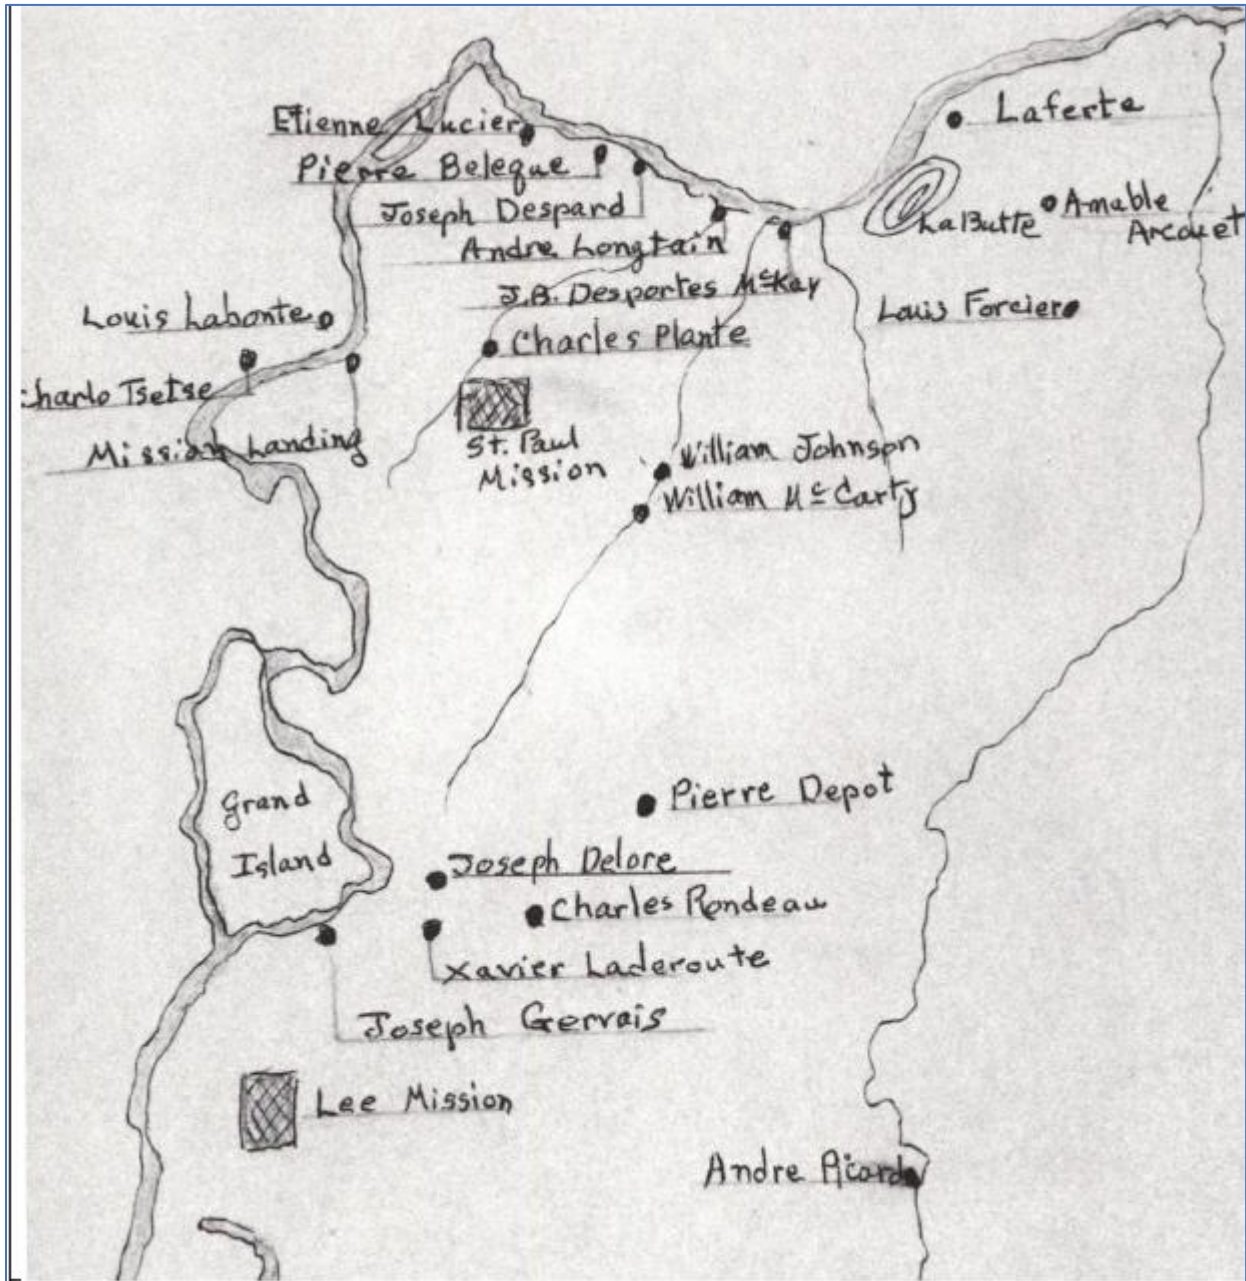 Laferte
Etienne Lucier
Pierre Beleque
Joseph Despard
Amable
Arcouet
LaButte
Andre Longtain
J.B. Desportes McKay
Louis Forcier
Louis Labonte
Charles Plante
Charlo Tsetse
Mission Landing
St. Paul
Mission
William Johnson
William McCarty
Pierre Depot
Grand
Island
Joseph Delore
Charles Rondeau
Xavier Laderoute
Joseph Gervais
Lee Mission
Andre Picard